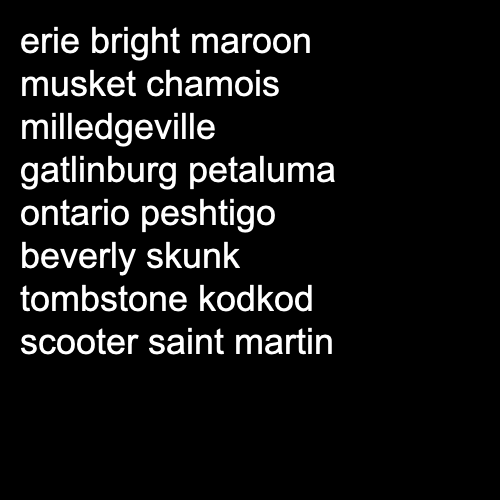 erie bright maroon
musket chamois
milledgeville
gatlinburg petaluma
ontario peshtigo
beverly skunk
tombstone kodkod
scooter saint martin